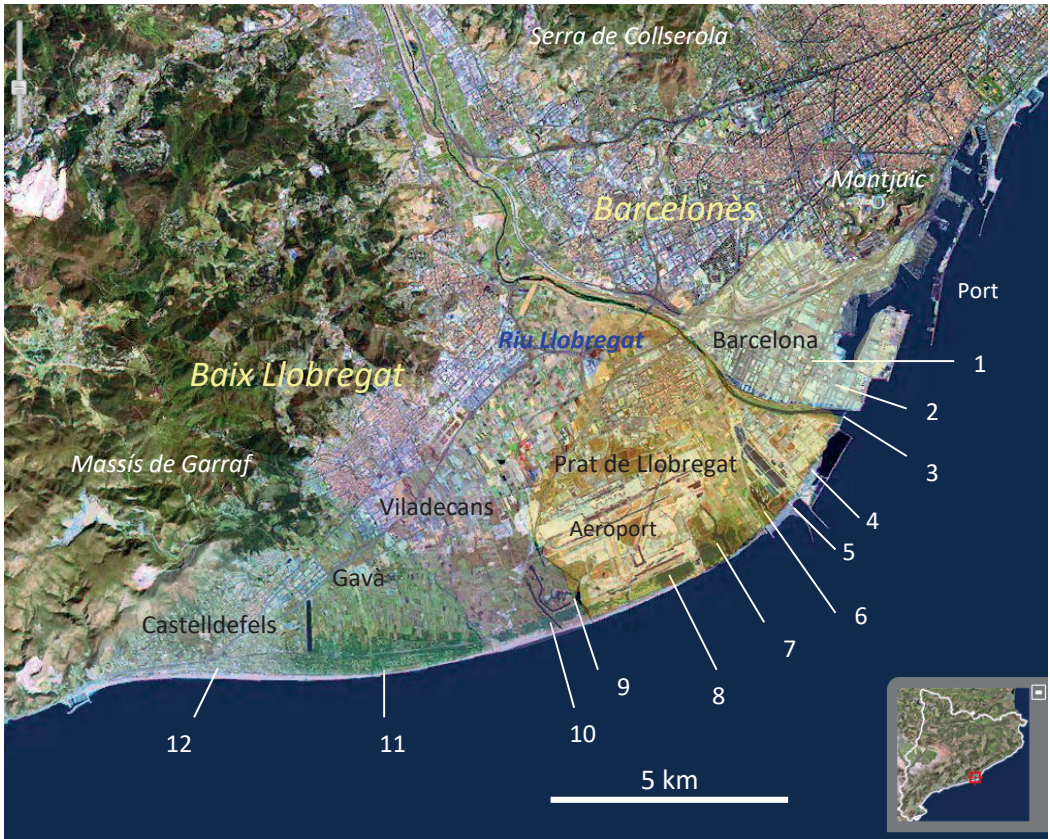 Serra de Collserola
Montjuïc
Barcelonès
Port
Riu Llobregat
Barcelona
1
Baix Llobregat
2
3
Massís de Garraf
Prat de Llobregat
Viladecans
4
Aeroport
5
Gavà
6
Castelldefels
7
9
8
10
12
11
5 km